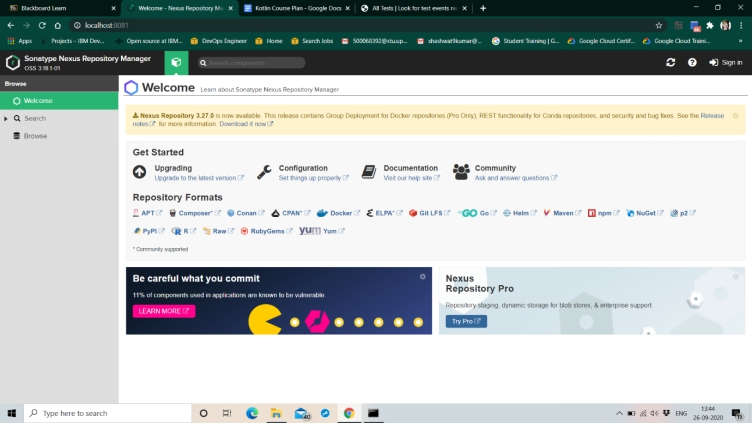 Blackboard Learn
Welcome - Nexus Repository M
Kotlin Course Plan - Google Docs
All Tests | Look for text events ne
localhost:8081
Apps
Projects – IBM Dev...
Open source at IBM...
DevOps Engineer
Home
Search Jobs
500068392@stu.up...
shashwat9kumar@...
Student Training | G...
Google Cloud Certif...
Google Cloud Traini...
Sonatype Nexus Repository Manager
OSS 3.18.1-01
Search components
Sign in
Browse
Welcome
Search
Browse
Welcome Learn about Sonatype Nexus Repository Manager
Nexus Repository 3.27.0 is now available. This release contains Group Deployment for Docker repositories (Pro Only), REST functionality for Conda repositories, and security and bug fixes. See the Release
notes for more information. Download it now
Get Started
Upgrading
Upgrade to the latest version
Configuration
Set things up properly
Documentation
Visit our help site
Community
Ask and answer questions
Repository Formats
APT Composer* Conan CPAN* Docker ELPA* Git LFS Go Helm Maven npm NuGet p2
PyPI R Raw RubyGems yum Yum
* Community supported
Be careful what you commit
11% of components used in applications are known to be vulnerable.
LEARN MORE
Nexus
Repository Pro
Repository staging, dynamic storage for blob stores, & enterprise support.
Try Pro
Type here to search
ENG
13:44
26-09-2020